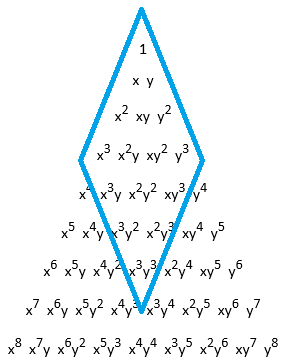 1
x y
x² xy y²
x³ x²y xy² y³
x⁴ x³y x²y² xy³ y⁴
x⁵ x⁴y x³y² x²y³ xy⁴ y⁵
x⁶ x⁵y x⁴y² x³y³ x²y⁴ xy⁵ y⁶
x⁷ x⁶y x⁵y² x⁴y³ x³y⁴ x²y⁵ xy⁶ y⁷
x⁸ x⁷y x⁶y² x⁵y³ x⁴y⁴ x³y⁵ x²y⁶ xy⁷ y⁸